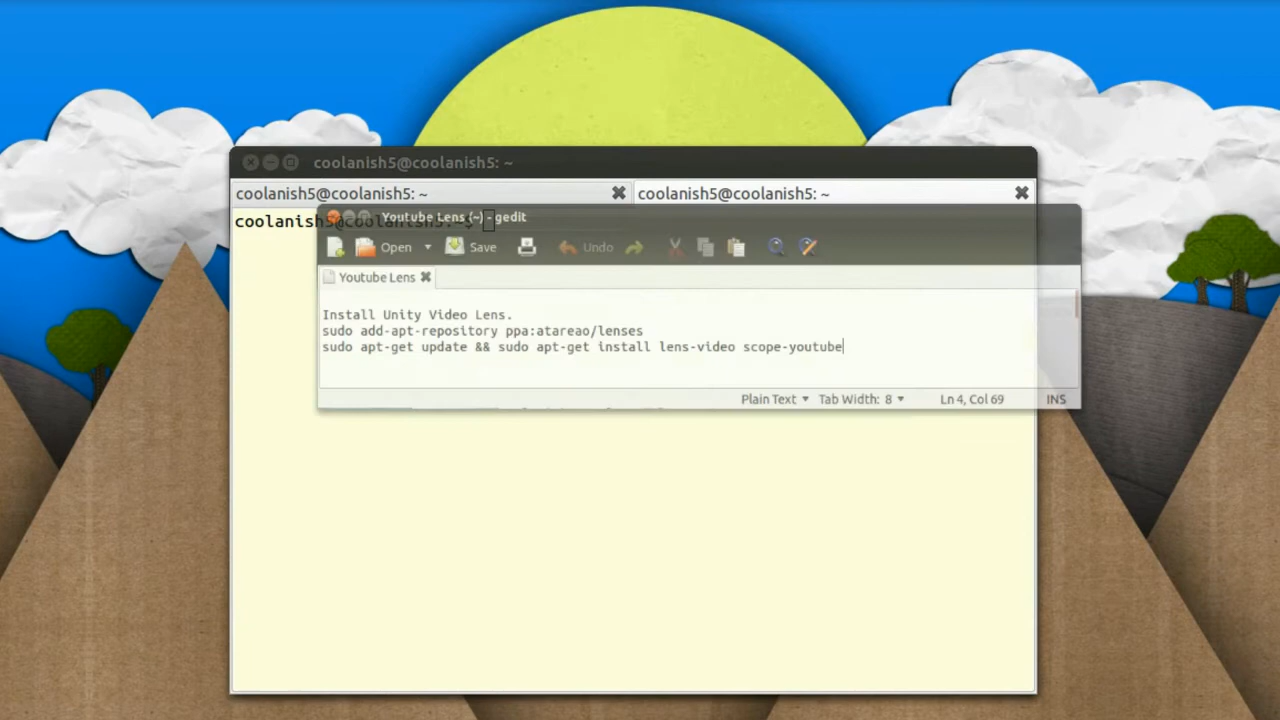 coolanish5@coolanish5: ~
coolanish5@coolanish5: ~
coolanish5@coolanish5: ~
coolanish5@coolanish5:~$
Youtube Lens (~) - gedit
Open
Save
Undo
Youtube Lens
Install Unity Video Lens.
sudo add-apt-repository ppa:atareao/lenses
sudo apt-get update && sudo apt-get install lens-video scope-youtube
Plain Text
Tab Width: 8
Ln 4, Col 69
INS